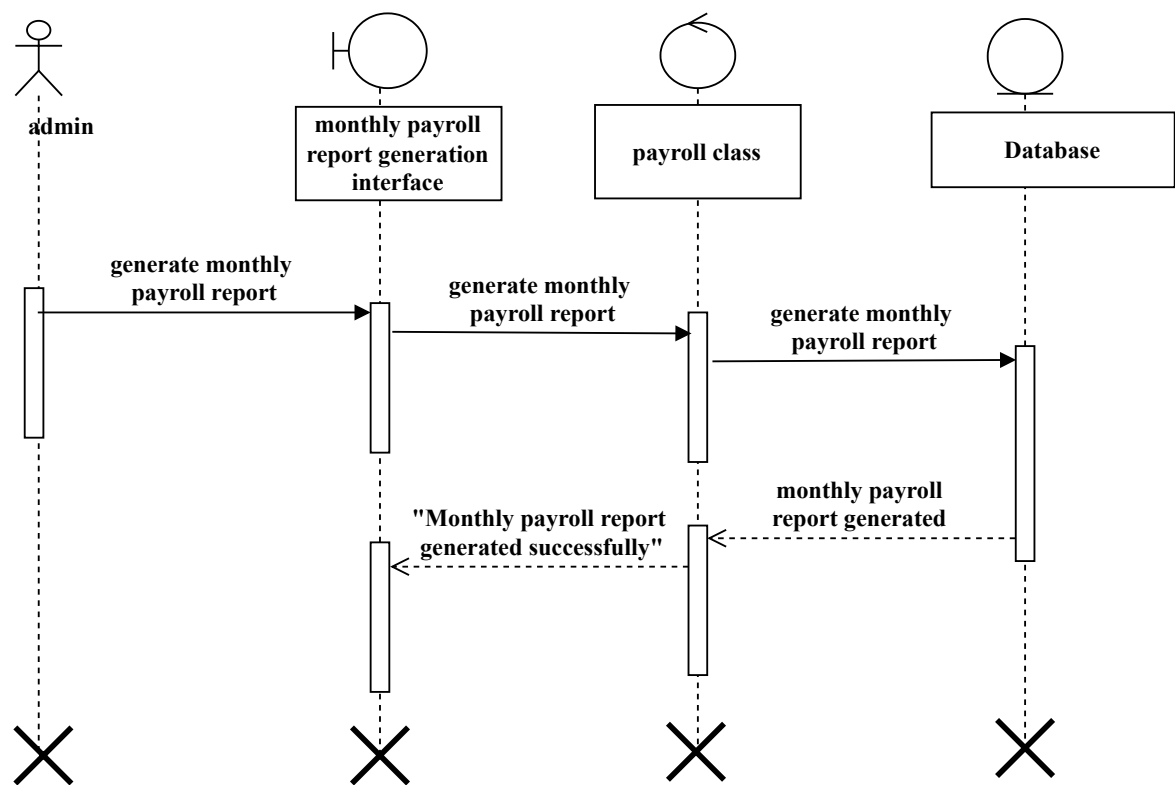 admin
monthly payroll
report generation
interface
payroll class
Database
generate monthly
payroll report
generate monthly
payroll report
generate monthly
payroll report
monthly payroll
report generated
"Monthly payroll report
generated successfully"